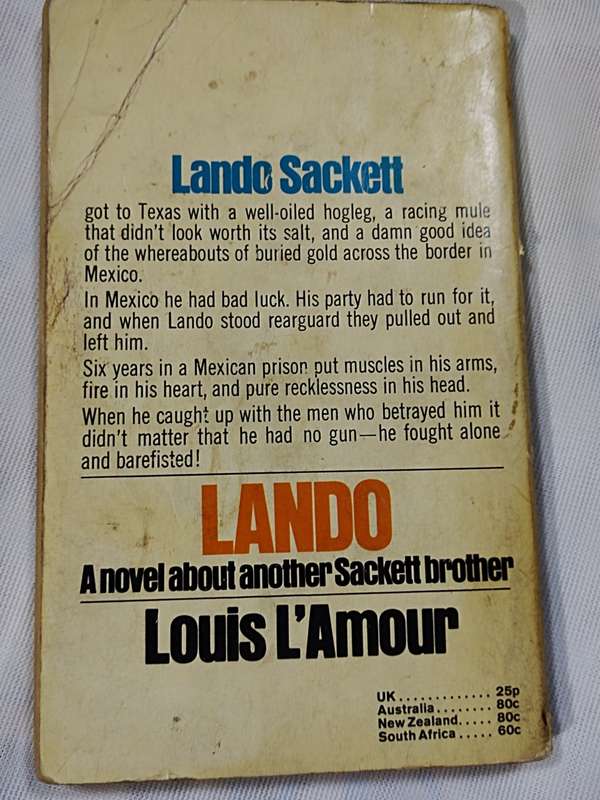 Lando Sackett
got to Texas with a well-oiled hogleg, a racing mule
that didn't look worth its salt, and a damn good idea
of the whereabouts of buried gold across the border in
Mexico.
In Mexico he had bad luck. His party had to run for it,
and when Lando stood rearguard they pulled out and
left him.
Six years in a Mexican prison put muscles in his arms,
fire in his heart, and pure recklessness in his head.
When he caught up with the men who betrayed him it
didn't matter that he had no gun—he fought alone
and barefisted!
LANDO
A novel about another Sackett brother
Louis L'Amour
UK............. 25p
Australia........ 80c
New Zealand..... 80c
South Africa..... 60c